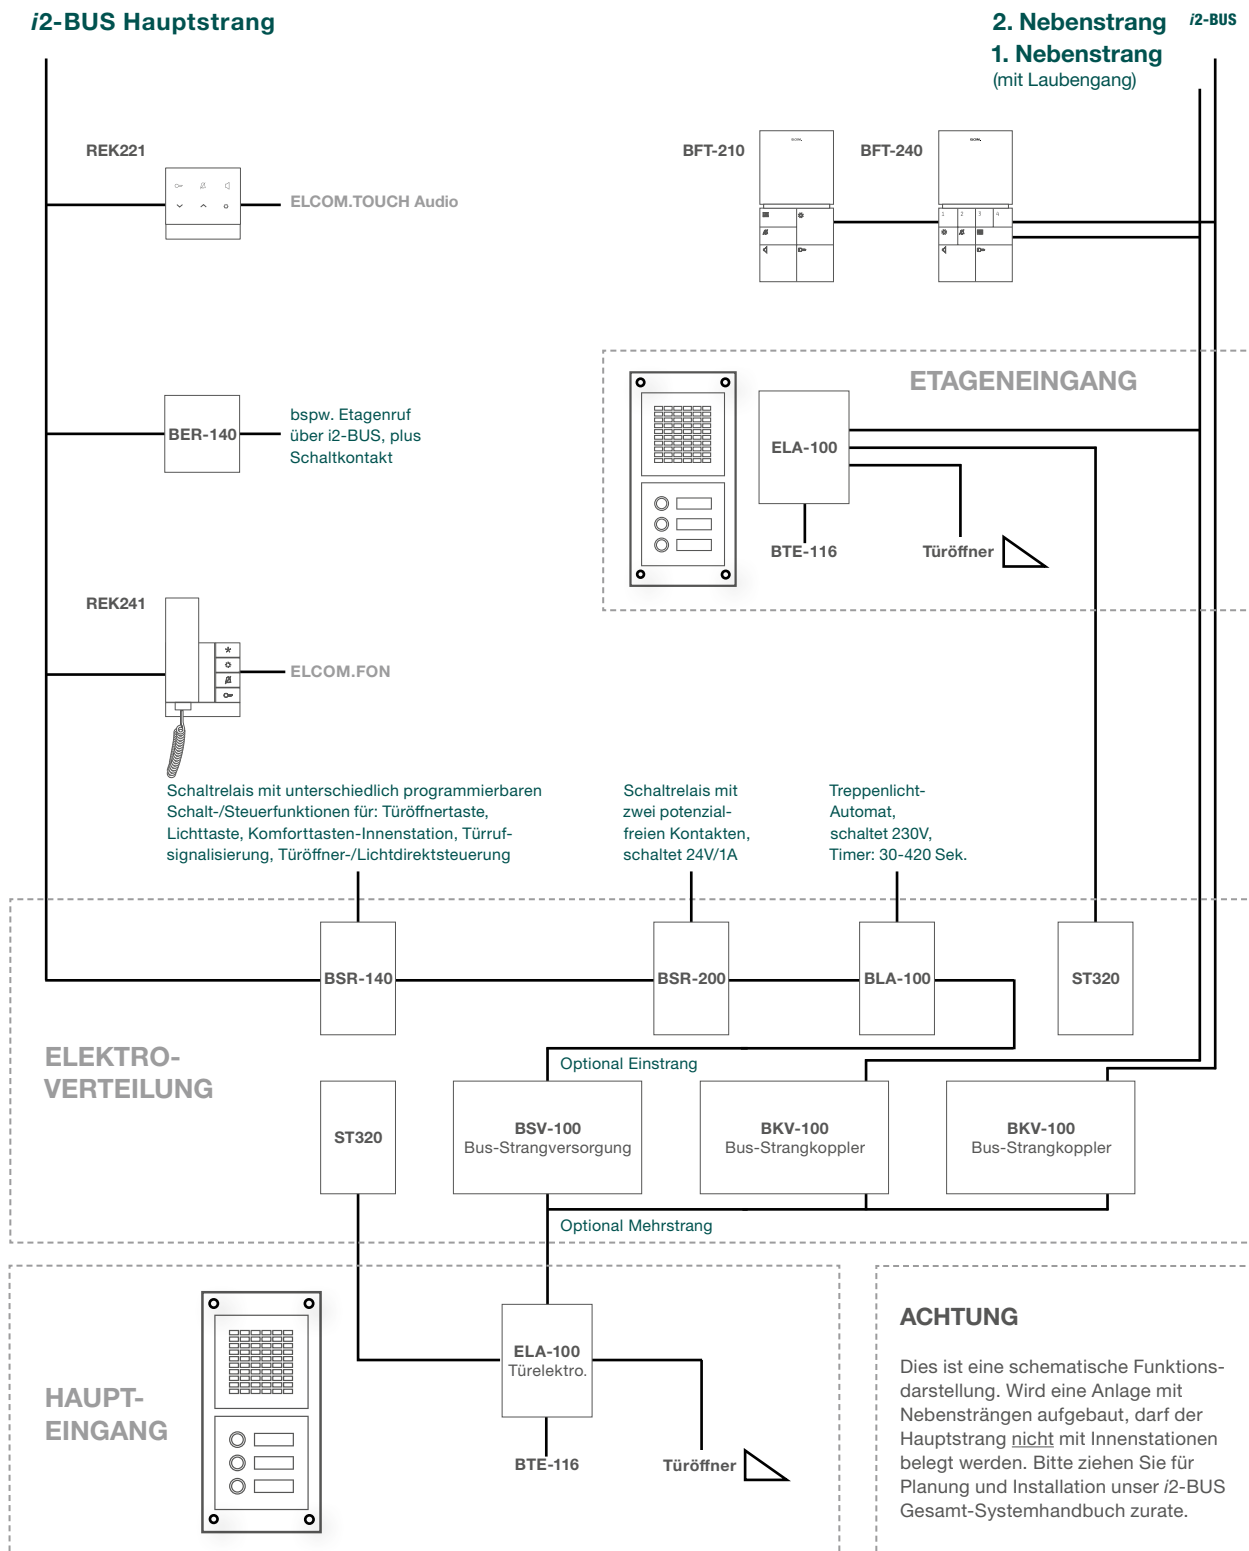 i2-BUS Hauptstrang
2. Nebenstrang i2-BUS
1. Nebenstrang
(mit Laubengang)
REK221
ELCOM.TOUCH Audio
BFT-210
BFT-240
1 2 3 4
ETAGENEINGANG
BER-140
bspw. Etagenruf
über i2-BUS, plus
Schaltkontakt
ELA-100
BTE-116
Türöffner
REK241
ELCOM.FON
Schaltrelais mit unterschiedlich programmierbaren
Schalt-/Steuerfunktionen für: Türöffnertaste,
Lichttaste, Komforttasten-Innenstation, Türruf-
signalisierung, Türöffner-/Lichtdirektsteuerung
Schaltrelais mit
zwei potenzial-
freien Kontakten,
schaltet 24V/1A
Treppenlicht-
Automat,
schaltet 230V,
Timer: 30-420 Sek.
BSR-140
BSR-200
BLA-100
ST320
ELEKTRO-
VERTEILUNG
Optional Einstrang
ST320
BSV-100
Bus-Strangversorgung
BKV-100
Bus-Strangkoppler
BKV-100
Bus-Strangkoppler
Optional Mehrstrang
HAUPT-
EINGANG
ELA-100
Türelektro.
BTE-116
Türöffner
ACHTUNG
Dies ist eine schematische Funktions-
darstellung. Wird eine Anlage mit
Nebensträngen aufgebaut, darf der
Hauptstrang nicht mit Innenstationen
belegt werden. Bitte ziehen Sie für
Planung und Installation unser i2-BUS
Gesamt-Systemhandbuch zurate.